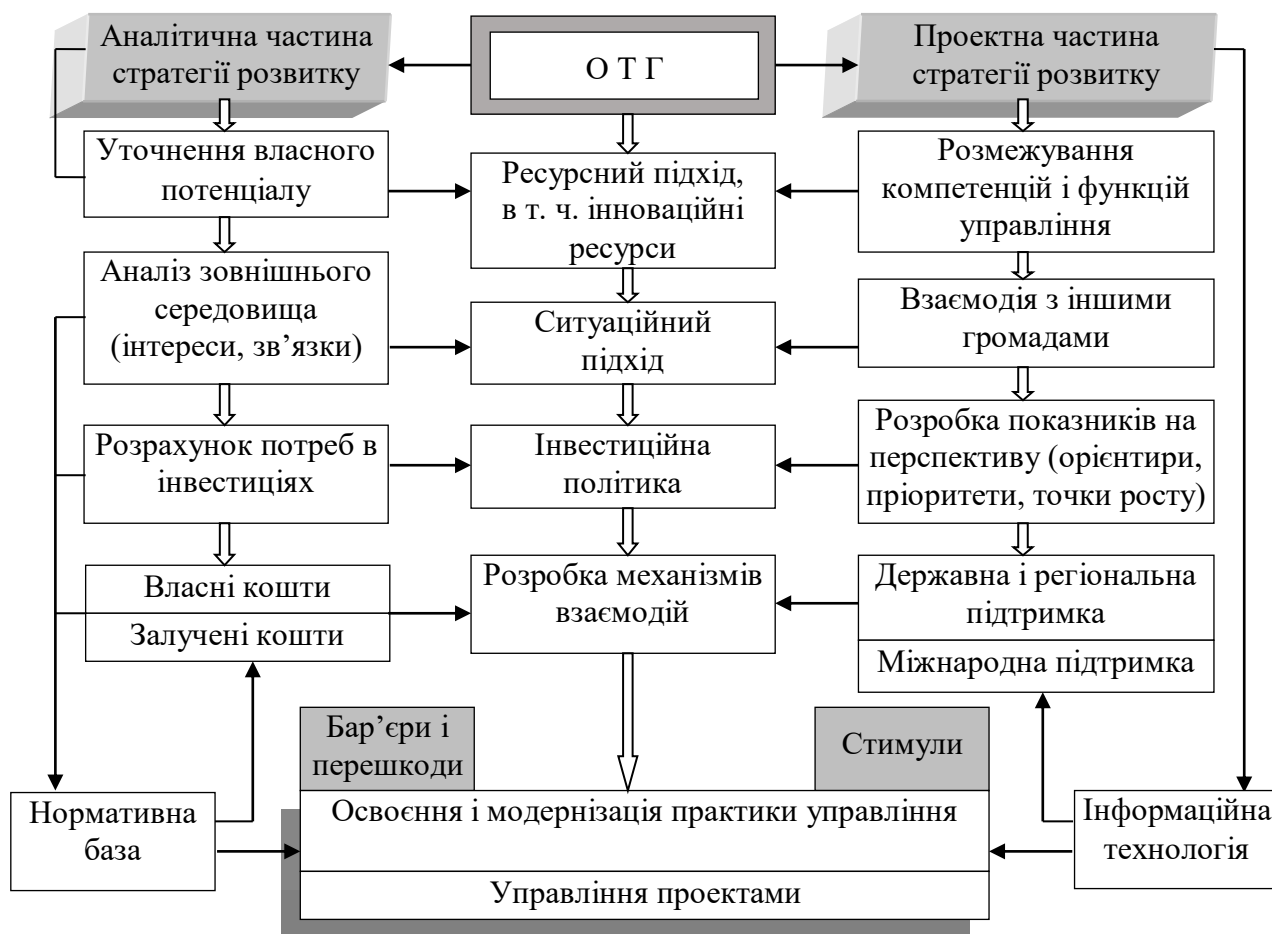 Аналітична частина
стратегії розвитку
О Т Г
Проектна частина
стратегії розвитку
Уточнення власного
потенціалу
Ресурсний підхід,
в т. ч. інноваційні
ресурси
Розмежування
компетенцій і функцій
управління
Аналіз зовнішнього
середовища
(інтереси, зв’язки)
Ситуаційний
підхід
Взаємодія з іншими
громадами
Розрахунок потреб в
інвестиціях
Інвестиційна
політика
Розробка показників на
перспективу (орієнтири,
пріоритети, точки росту)
Власні кошти
Залучені кошти
Розробка механізмів
взаємодій
Державна і регіональна
підтримка
Міжнародна підтримка
Бар’єри і
перешкоди
Стимули
Нормативна
база
Освоєння і модернізація практики управління
Управління проектами
Інформаційна
технологія